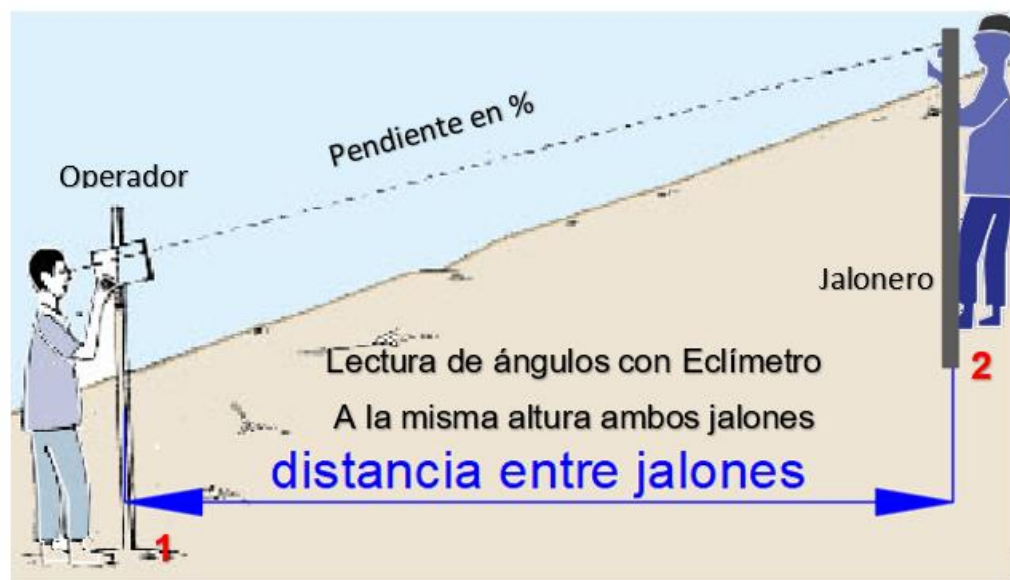 Pendiente en %
Operador
Jalonero
Lectura de ángulos con Eclímetro
2
A la misma altura ambos jalones
distancia entre jalones
1